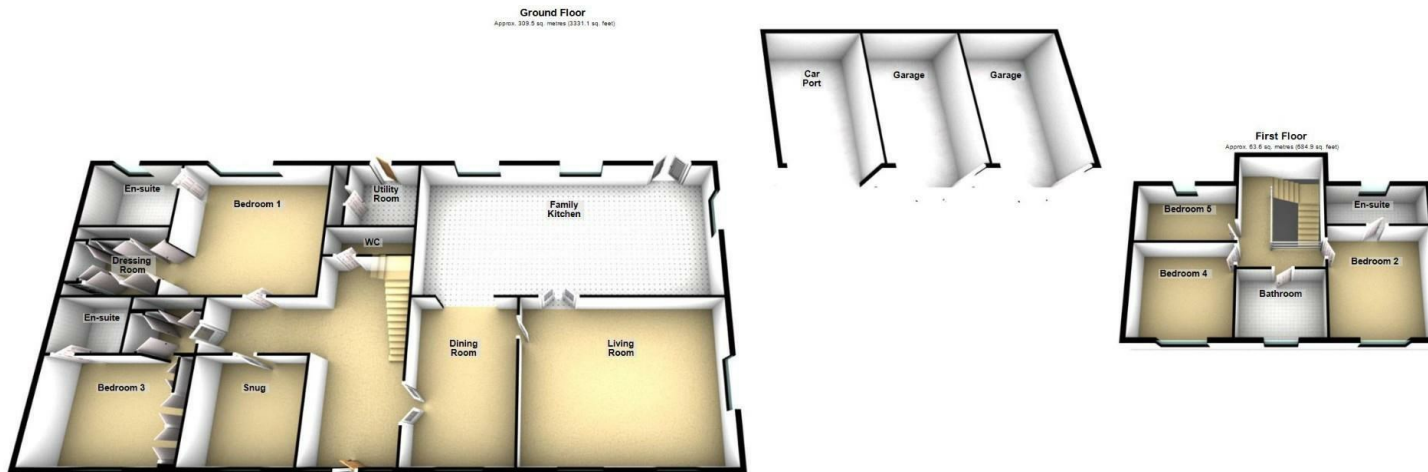 Ground Floor
Approx. 309.5 sq. metres (3331.1 sq. feet)
Car
Port
Garage
Garage
First Floor
Approx. 63.6 sq. metres (684.9 sq. feet)
En-suite
Bedroom 1
Utility
Room
Family
Kitchen
WC
Dressing
Room
En-suite
Dining
Room
Living
Room
Bedroom 3
Snug
Bedroom 5
En-suite
Bedroom 4
Bedroom 2
Bathroom